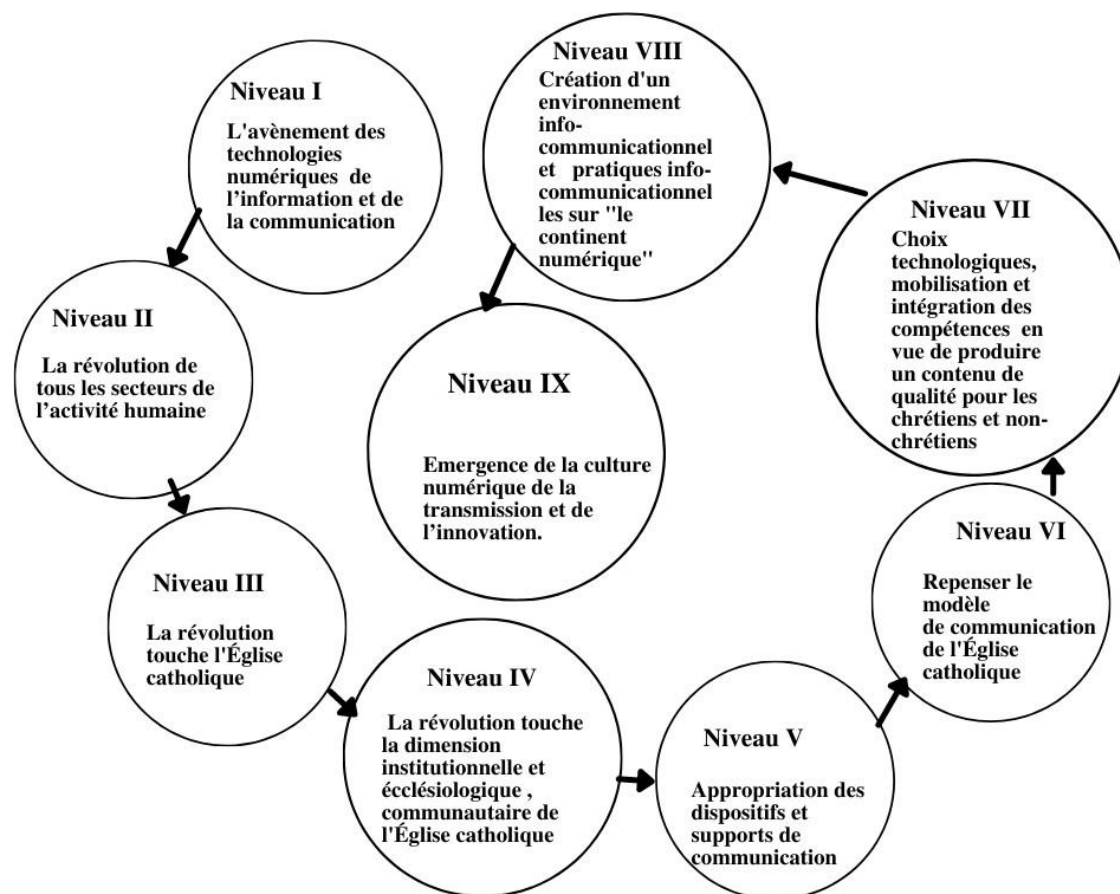 Niveau I
L'avènement des
technologies
numériques de
l'information et de
la communication
Niveau II
La révolution de
tous les secteurs de
l'activité humaine
Niveau III
La révolution
touche l'Église
catholique
Niveau IV
La révolution touche
la dimension
institutionnelle et
écclésiologique ,
communautaire de
l'Église catholique
Niveau V
Appropriation des
dispositifs et
supports de
communication
Niveau VI
Repenser le
modèle
de communication
de l'Église
catholique
Niveau VII
Choix
technologiques,
mobilisation et
intégration des
compétences en
vue de produire
un contenu de
qualité pour les
chrétiens et non-
chrétiens
Niveau VIII
Création d'un
environnement
info-
communicationnel
et pratiques info-
communicationnel
les sur "le
continent
numérique"
Niveau IX
Emergence de la culture
numérique de la
transmission et de
l'innovation.